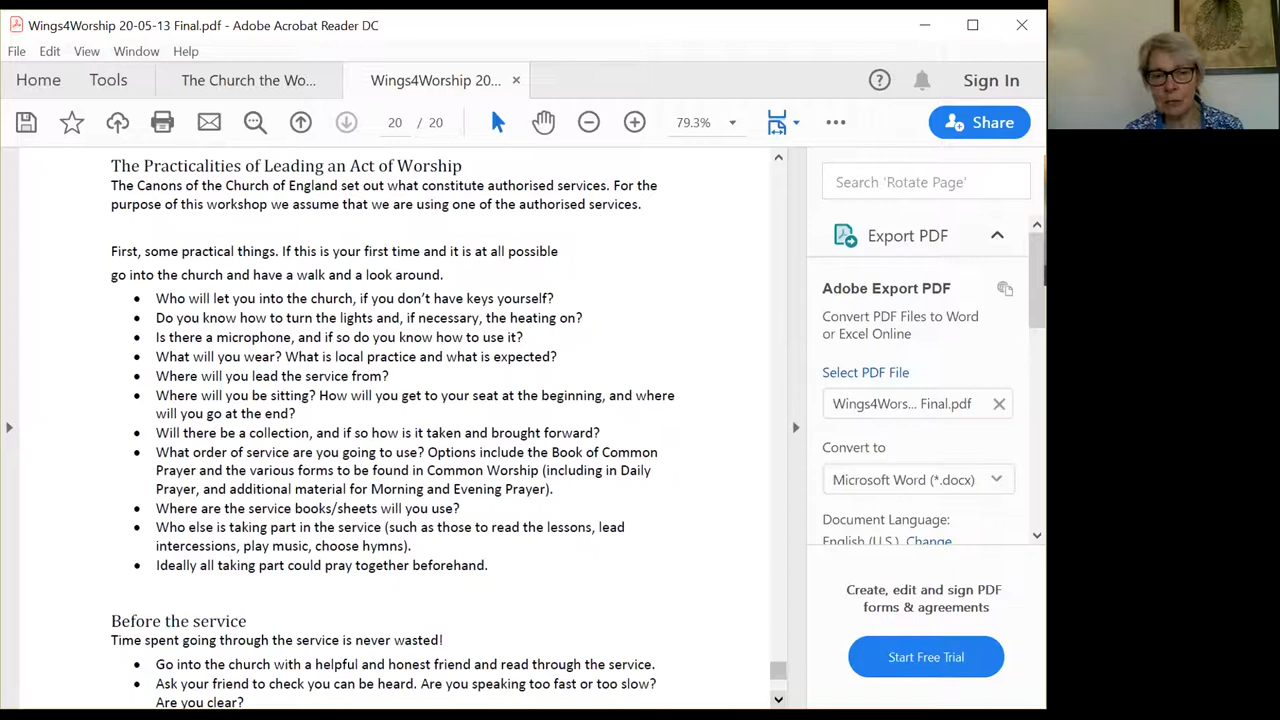 Wings4Worship 20-05-13 Final.pdf - Adobe Acrobat Reader DC
File Edit View Window Help
Home Tools The Church the Wo... Wings4Worship 20... × Sign In
20 / 20 79.3% Share
The Practicalities of Leading an Act of Worship
The Canons of the Church of England set out what constitute authorised services. For the
purpose of this workshop we assume that we are using one of the authorised services.
First, some practical things. If this is your first time and it is at all possible
go into the church and have a walk and a look around.
• Who will let you into the church, if you don't have keys yourself?
• Do you know how to turn the lights and, if necessary, the heating on?
• Is there a microphone, and if so do you know how to use it?
• What will you wear? What is local practice and what is expected?
• Where will you lead the service from?
• Where will you be sitting? How will you get to your seat at the beginning, and where
will you go at the end?
• Will there be a collection, and if so how is it taken and brought forward?
• What order of service are you going to use? Options include the Book of Common
Prayer and the various forms to be found in Common Worship (including in Daily
Prayer, and additional material for Morning and Evening Prayer).
• Where are the service books/sheets will you use?
• Who else is taking part in the service (such as those to read the lessons, lead
intercessions, play music, choose hymns).
• Ideally all taking part could pray together beforehand.
Before the service
Time spent going through the service is never wasted!
• Go into the church with a helpful and honest friend and read through the service.
• Ask your friend to check you can be heard. Are you speaking too fast or too slow?
Are you clear?
Search 'Rotate Page'
Export PDF
Adobe Export PDF
Convert PDF Files to Word
or Excel Online
Select PDF File
Wings4Wors... Final.pdf
Convert to
Microsoft Word (*.docx)
Document Language:
English (U.S.) Change
Create, edit and sign PDF
forms & agreements
Start Free Trial